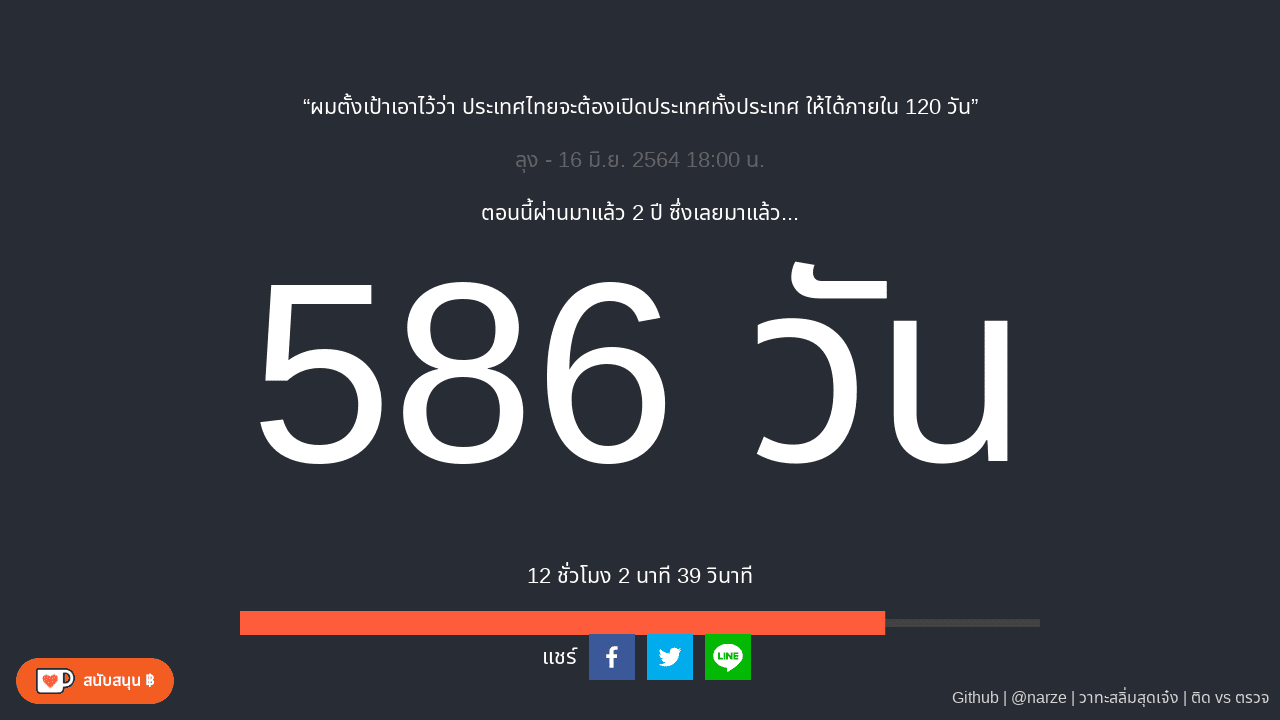 “ผมตั้งเป้าเอาไว้ว่า ประเทศไทยจะต้องเปิดประเทศทั้งประเทศ ให้ได้ภายใน 120 วัน”
ลุง - 16 มิ.ย. 2564 18:00 น.
ตอนนี้ผ่านมาแล้ว 2 ปี ซึ่งเลยมาแล้ว...
586 วัน
12 ชั่วโมง 2 นาที 39 วินาที
แชร์
LINE
สนับสนุน ฿
Github | @narze | วาทะสลิ่มสุดเจ๋ง | ติด vs ตรวจ